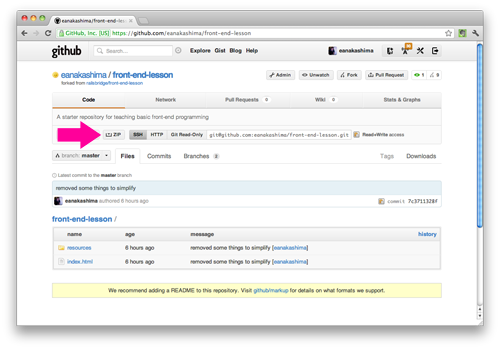 eanakashima/front-end-lesson
GitHub, Inc. [US] https://github.com/eanakashima/front-end-lesson
github
Search...
Explore Gist Blog Help
eanakashima
eanakashima / front-end-lesson
forked from railsbridge/front-end-lesson
Admin Unwatch Fork Pull Request 1 9
Code Network Pull Requests 0 Wiki 0 Stats & Graphs
A starter repository for teaching basic front-end programming
ZIP SSH HTTP Git Read-Only git@github.com:eanakashima/front-end-lesson.git Read+Write access
branch: master Files Commits Branches 3 Tags Downloads
Latest commit to the master branch
removed some things to simplify
eanakashima authored 6 hours ago
commit 7c3711328f
front-end-lesson /
name age message history
resources 6 hours ago removed some things to simplify [eanakashima]
index.html 6 hours ago removed some things to simplify [eanakashima]
We recommend adding a README to this repository. Visit github/markup for details on what formats we support.